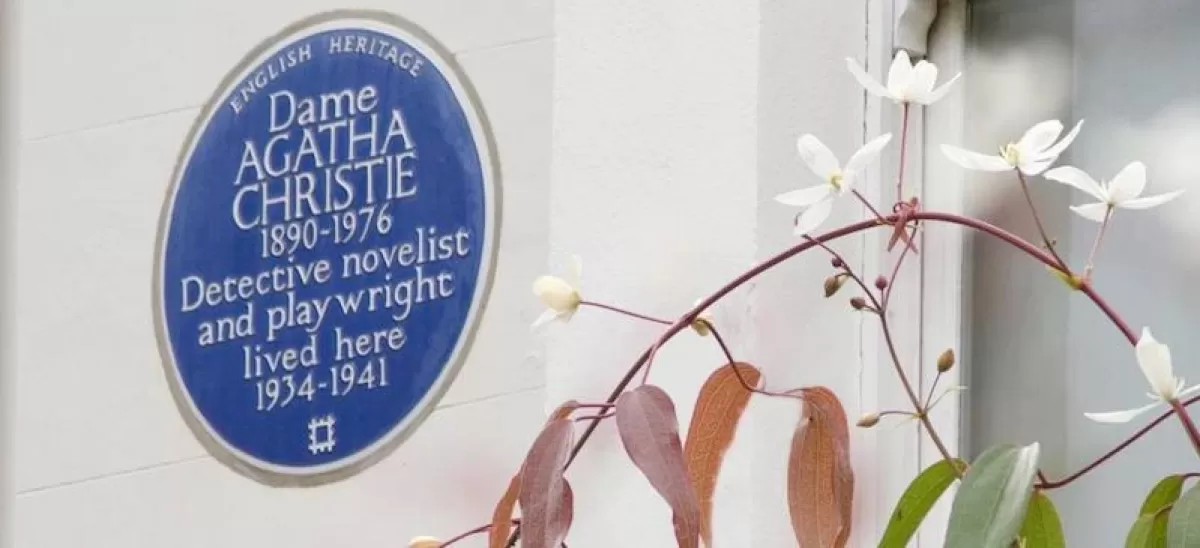 ENGLISH HERITAGE
Dame
AGATHA
CHRISTIE
1890-1976
Detective novelist
and playwright
lived here
1934-1941